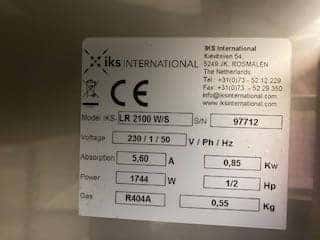 iks INTERNATIONAL
IKS International
Kievitsven 54
5249 JK, ROSMALEN
The Netherlands
Tel: +31(0)73 - 52 12 229
Fax +31(0)73 - 52 29 350
info@iksinternational.com
www.iksinternational.com
CE
Model IKS- LR 2100 W/S S/N 97712
Voltage 230 / 1 / 50 V / Ph / Hz
Absorption 5,60 A 0,85 Kw
Power 1744 W 1/2 Hp
Gas R404A 0,55 Kg